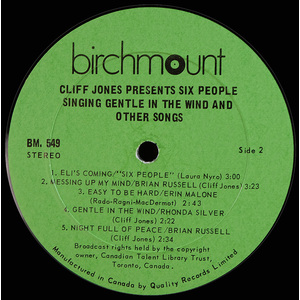 birchmount
CLIFF JONES PRESENTS SIX PEOPLE
SINGING GENTLE IN THE WIND AND
OTHER SONGS
BM. 549
STEREO
Side 2
1. ELI'S COMING/"SIX PEOPLE" (Laura Nyro) 3:00
2. MESSING UP MY MIND/BRIAN RUSSELL (Cliff Jones) 3:23
3. EASY TO BE HARD/ERIN MALONE
(Rado-Ragni-MacDermot) 3:22
4. GENTLE IN THE WIND/RHONDA SILVER
(Cliff Jones) 2:22
5. NIGHT FULL OF PEACE/BRIAN RUSSELL
(Cliff Jones) 2:34
Broadcast rights held by the copyright
owner, Canadian Talent Library Trust,
Toronto, Canada.
Manufactured in Canada by Quality Records Limited